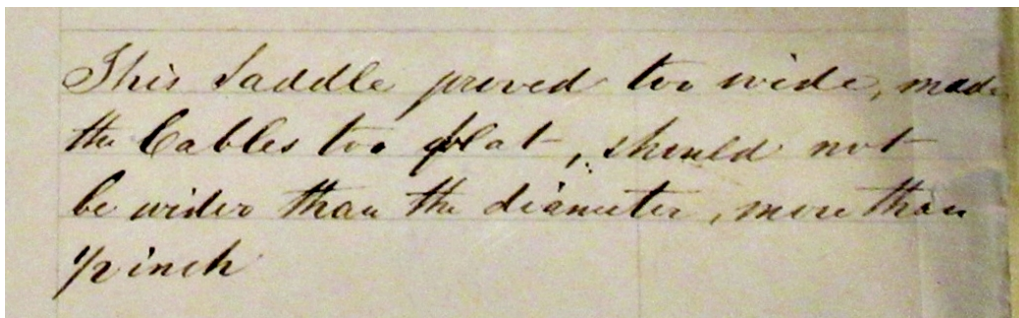 This Saddle proved too wide, made
the Cables too flat, should not
be wider than the diameter, more than
1/2 inch